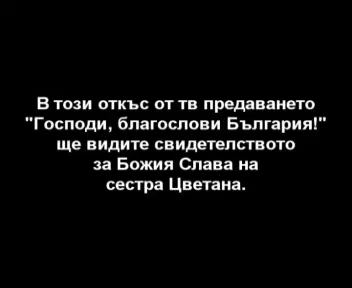 В този откъс от тв предаването
"Господи, благослови България!"
ще видите свидетелството
за Божия Слава на
сестра Цветана.